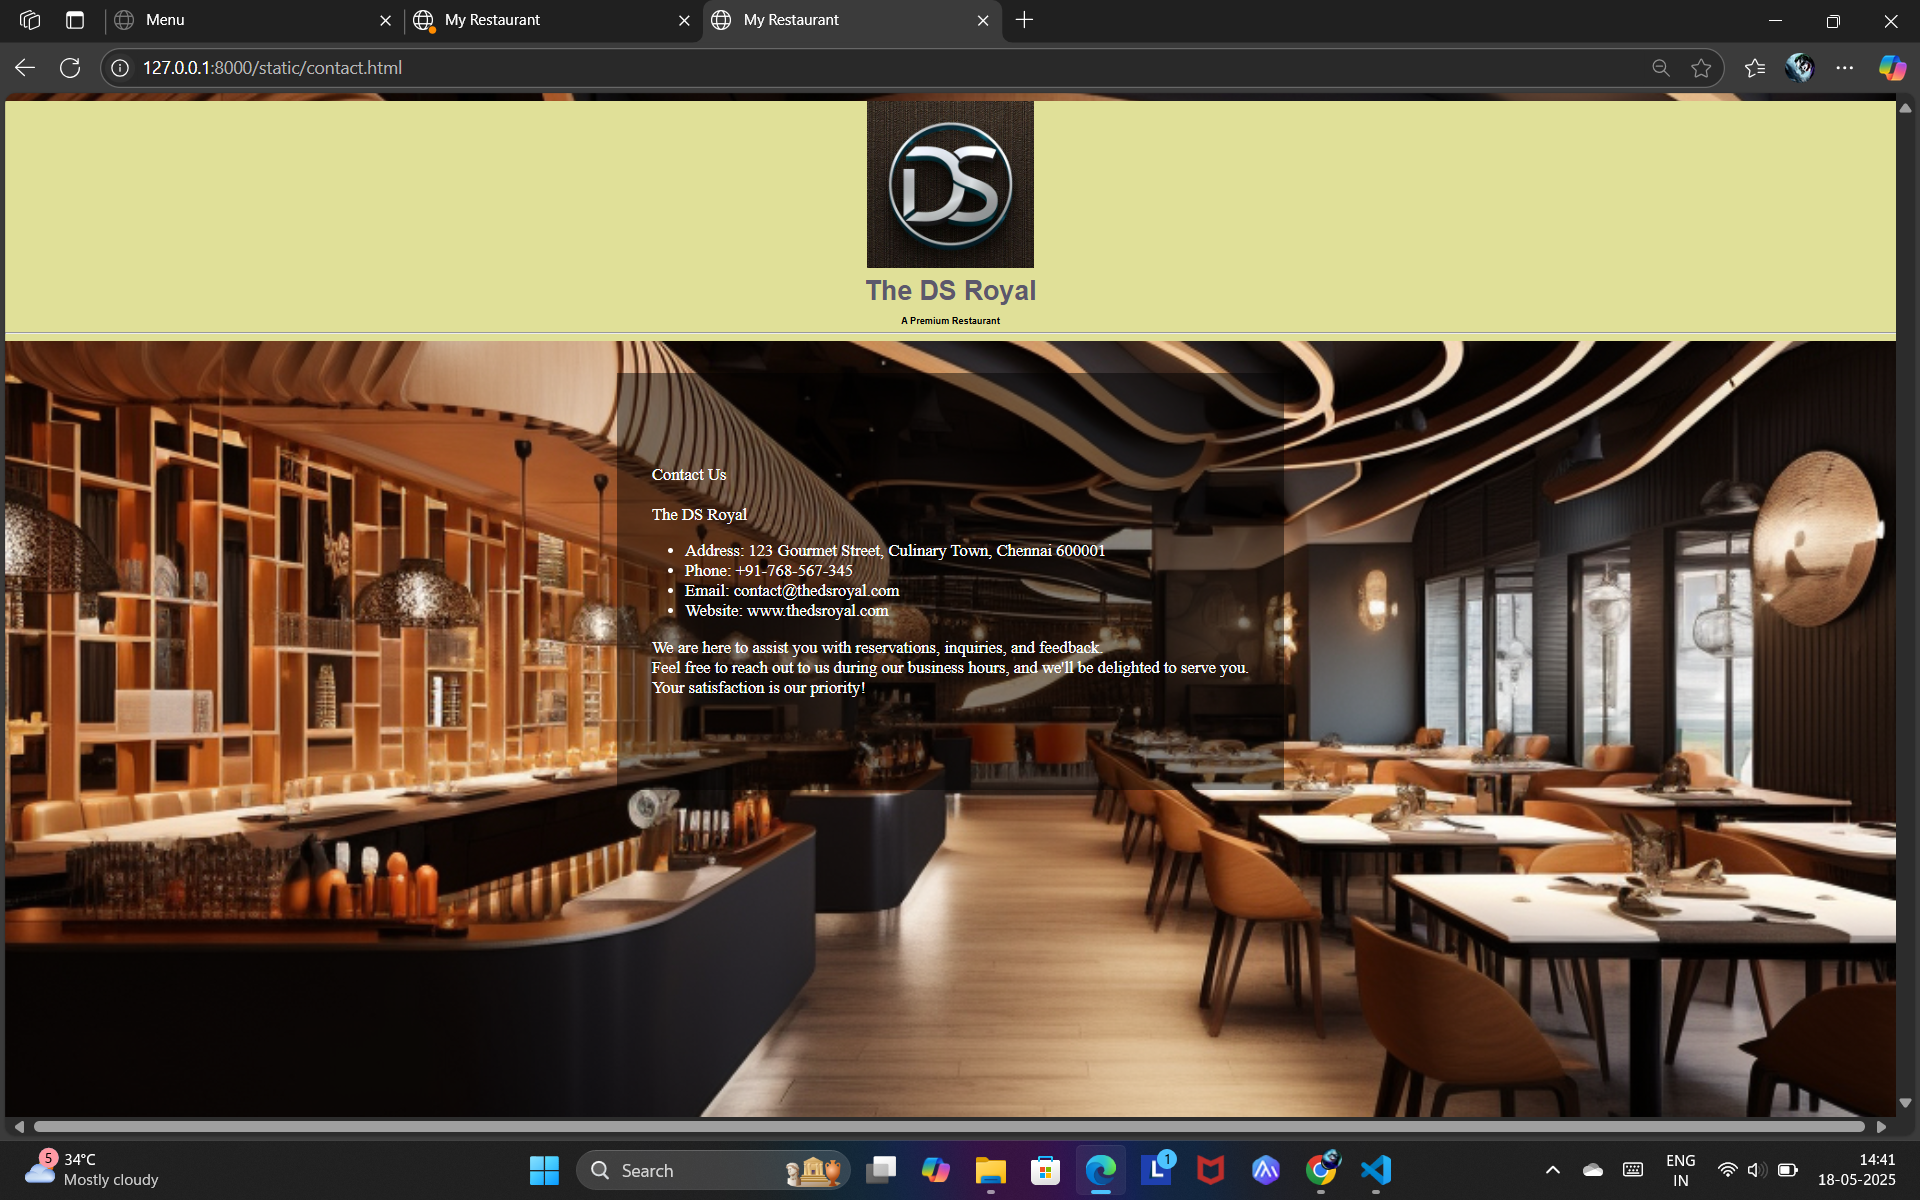 Menu
My Restaurant
My Restaurant
127.0.0.1:8000/static/contact.html
DS
The DS Royal
A Premium Restaurant
Contact Us
The DS Royal
• Address: 123 Gourmet Street, Culinary Town, Chennai 600001
• Phone: +91-768-567-345
• Email: contact@thedsroyal.com
• Website: www.thedsroyal.com
We are here to assist you with reservations, inquiries, and feedback.
Feel free to reach out to us during our business hours, and we'll be delighted to serve you.
Your satisfaction is our priority!
5
34°C
Mostly cloudy
Search
L
1
ENG
IN
14:41
18-05-2025